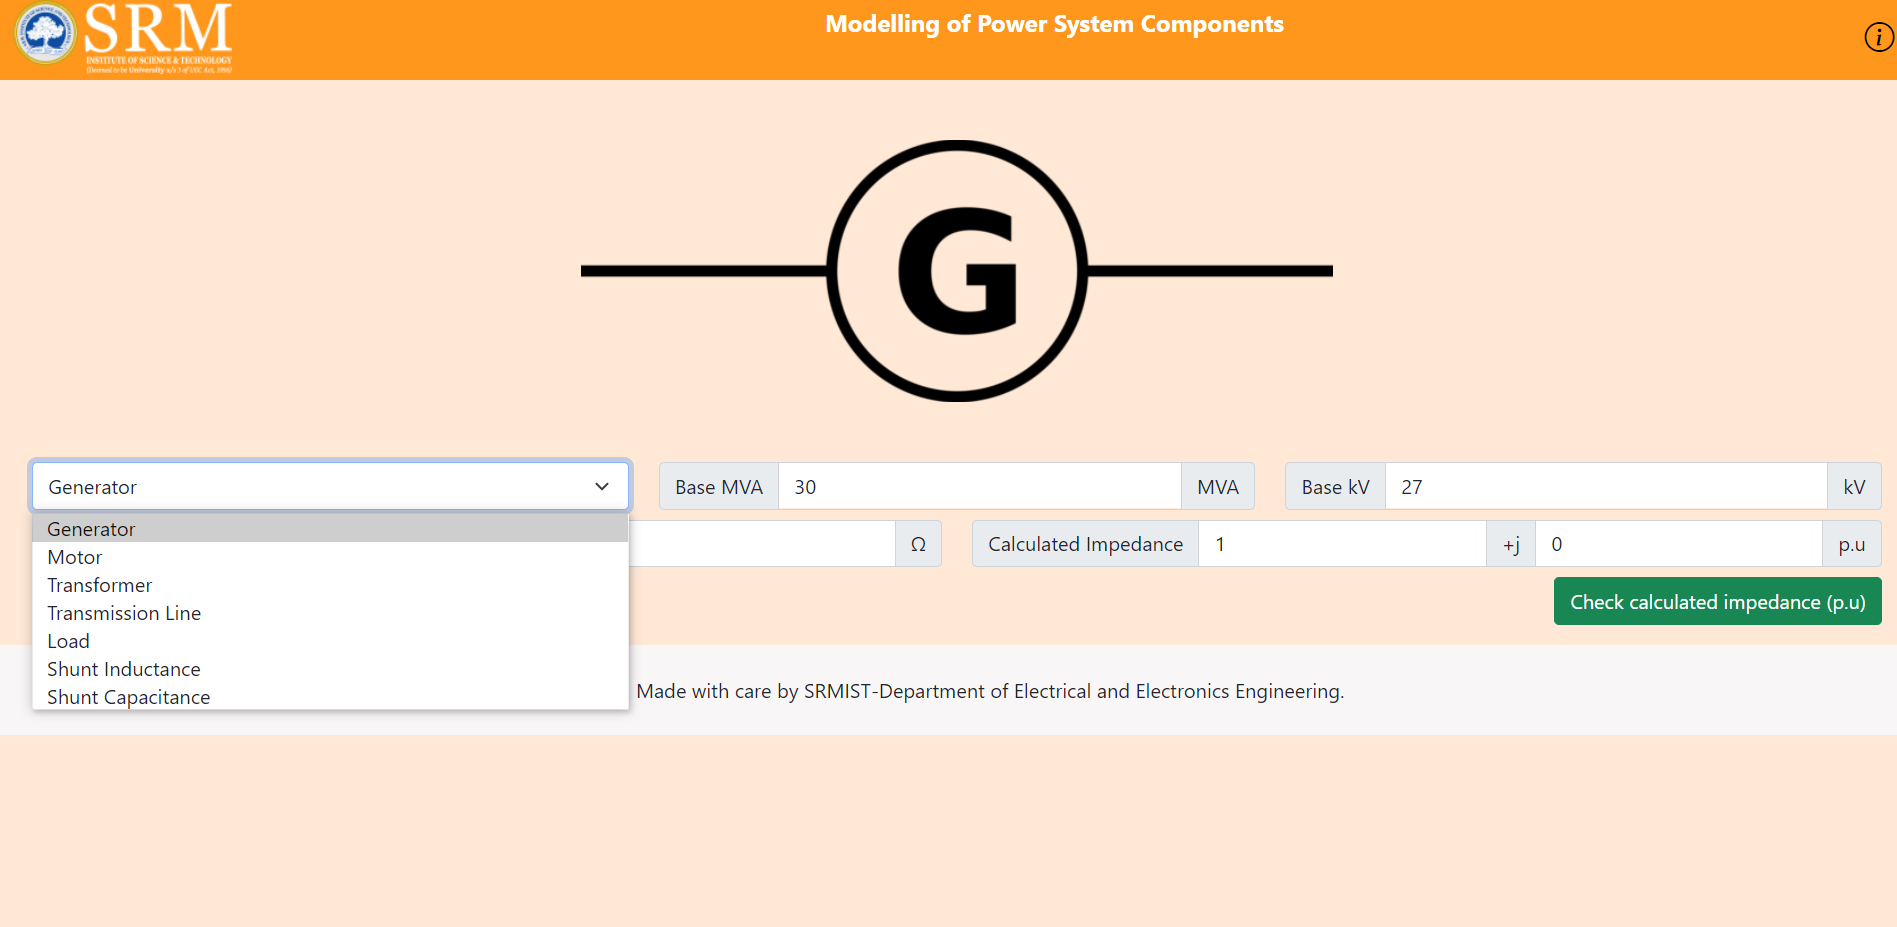 SRM
INSTITUTE OF SCIENCE & TECHNOLOGY
(Deemed to be University u/s 3 of UGC Act, 1956)
Modelling of Power System Components
i
G
Generator
Base MVA 30 MVA
Base kV 27 kV
Generator
Motor
Transformer
Transmission Line
Load
Shunt Inductance
Shunt Capacitance
Ω
Calculated Impedance 1 +j 0 p.u
Check calculated impedance (p.u)
Made with care by SRMIST-Department of Electrical and Electronics Engineering.